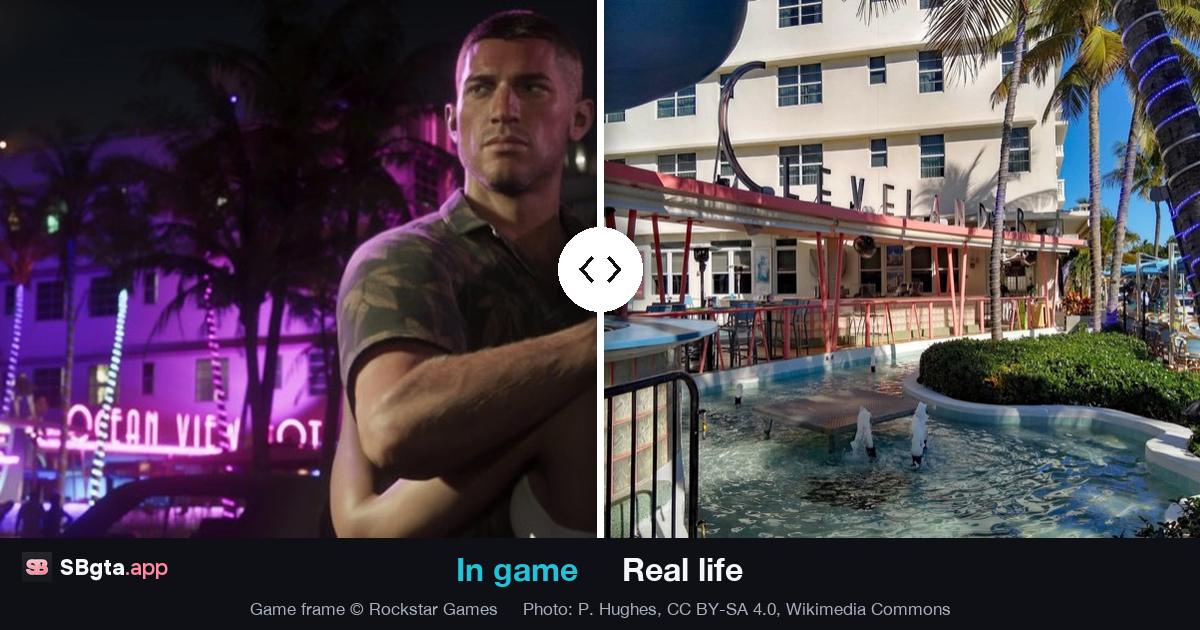 OCEAN VIEW HOT
CLEVELANDER
SBgta.app
In game Real life
Game frame © Rockstar Games Photo: P. Hughes, CC BY-SA 4.0, Wikimedia Commons